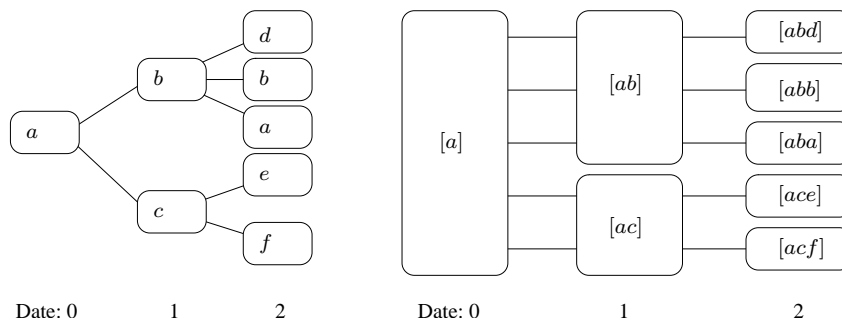 d
[abd]
b
b
[ab]
[abb]
a
a
[a]
[aba]
e
[ace]
c
[ac]
f
[acf]
Date: 0 1 2 Date: 0 1 2